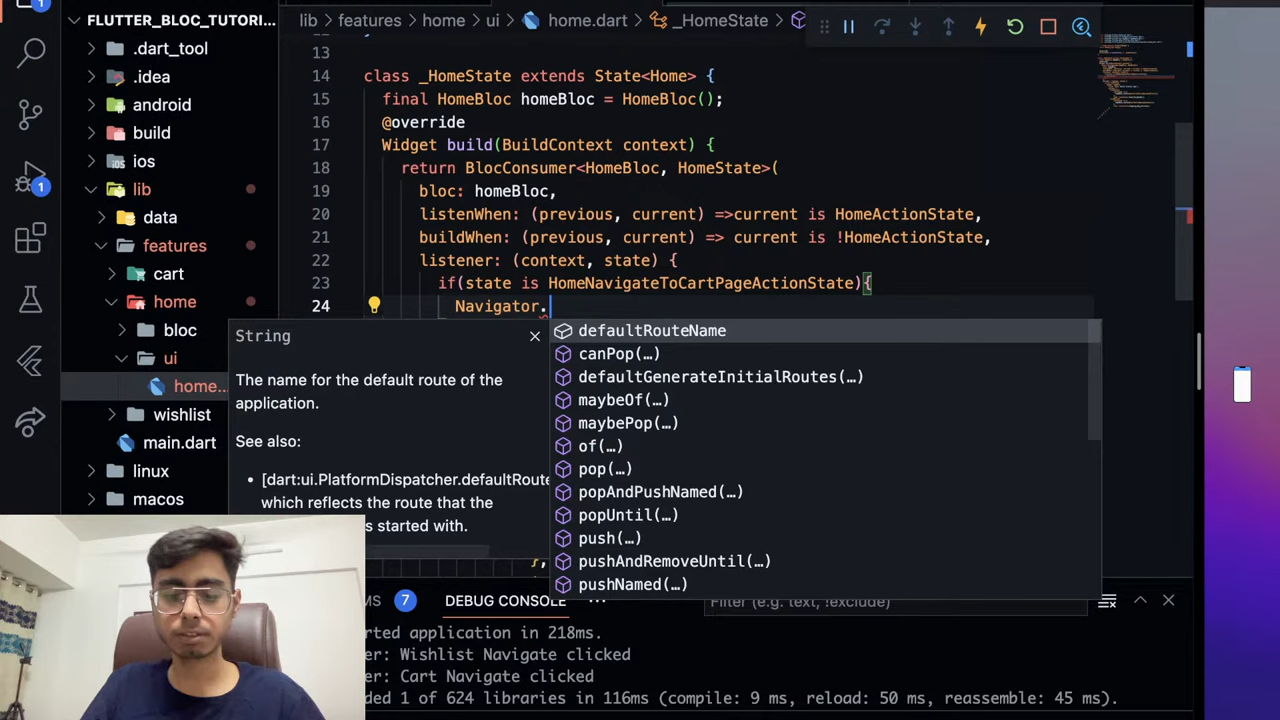 FLUTTER_BLOC_TUTORI...
lib > features > home > ui > home.dart > _HomeState >
.dart_tool
.idea
android
build
ios
lib
data
features
cart
home
bloc
ui
home...
wishlist
main.dart
linux
macos
1
13
14 class _HomeState extends State<Home> {
15 final HomeBloc homeBloc = HomeBloc();
16 @override
17 Widget build(BuildContext context) {
18 return BlocConsumer<HomeBloc, HomeState>(
19 bloc: homeBloc,
20 listenWhen: (previous, current) =>current is HomeActionState,
21 buildWhen: (previous, current) => current is !HomeActionState,
22 listener: (context, state) {
23 if(state is HomeNavigateToCartPageActionState){
24 Navigator.
String
The name for the default route of the
application.
See also:
• [dart:ui.PlatformDispatcher.defaultRoute
which reflects the route that the
s started with.
defaultRouteName
canPop(…)
defaultGenerateInitialRoutes(…)
maybeOf(…)
maybePop(…)
of(…)
pop(…)
popAndPushNamed(…)
popUntil(…)
push(…)
pushAndRemoveUntil(…)
pushNamed(…)
},
MS 7 DEBUG CONSOLE ... Filter (e.g. text, !exclude)
rted application in 218ms.
er: Wishlist Navigate clicked
er: Cart Navigate clicked
ded 1 of 624 libraries in 116ms (compile: 9 ms, reload: 50 ms, reassemble: 45 ms).